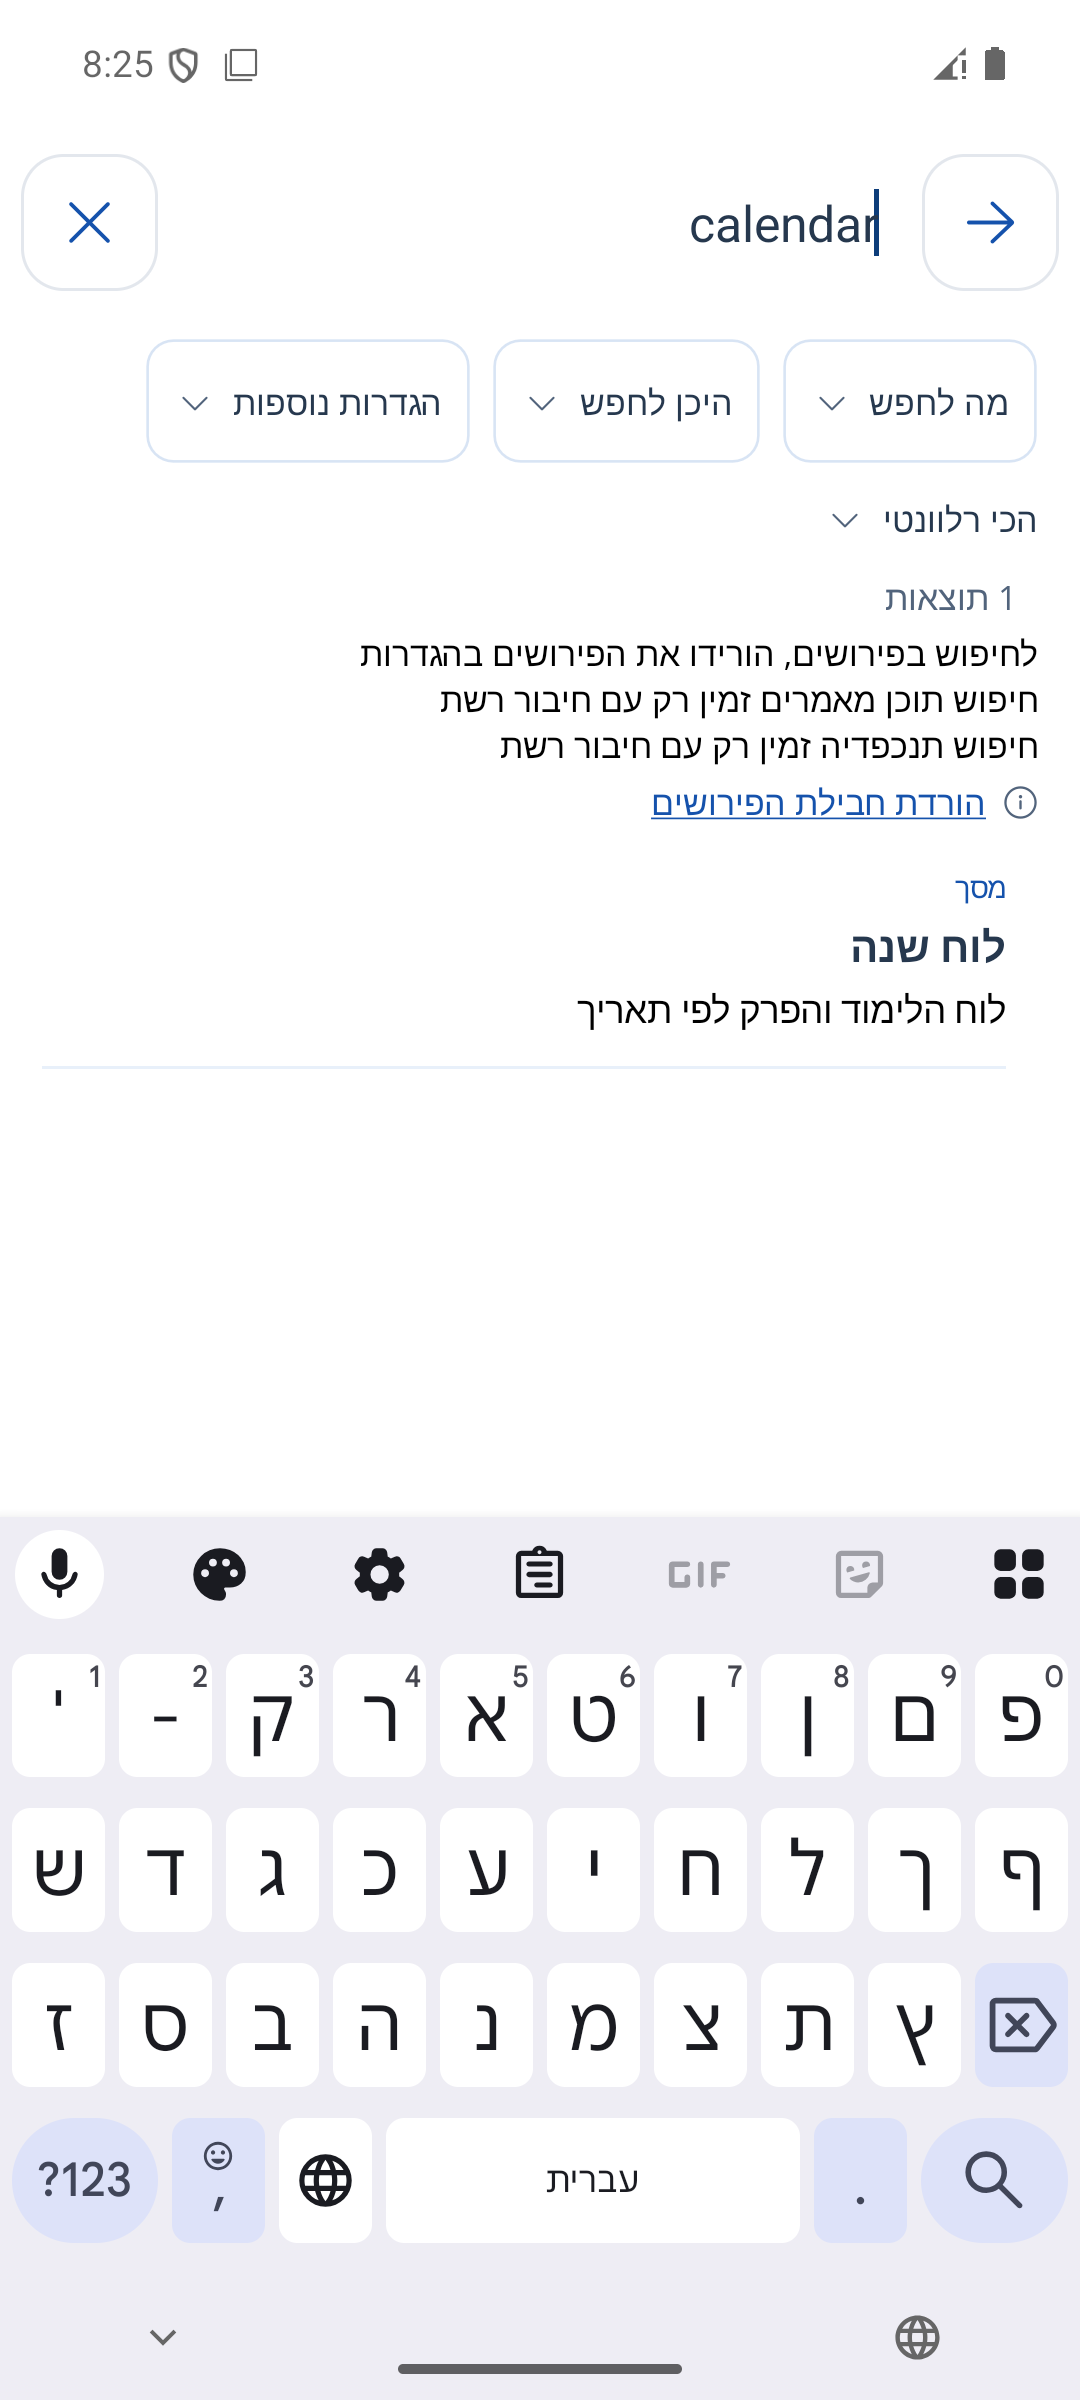 8:25
calendar
מה לחפש
היכן לחפש
הגדרות נוספות
הכי רלוונטי
1 תוצאות
לחיפוש בפירושים, הורידו את הפירושים בהגדרות
חיפוש תוכן מאמרים זמין רק עם חיבור רשת
חיפוש תנכפדיה זמין רק עם חיבור רשת
הורדת חבילת הפירושים
מסך
לוח שנה
לוח הלימוד והפרק לפי תאריך
GIF
' 1 - 2 ק 3 ר 4 א 5 ט 6 ו 7 ן 8 ם 9 פ 0
ש ד ג כ ע י ח ל ך ף
ז ס ב ה נ מ צ ת ץ
?123 , עברית .